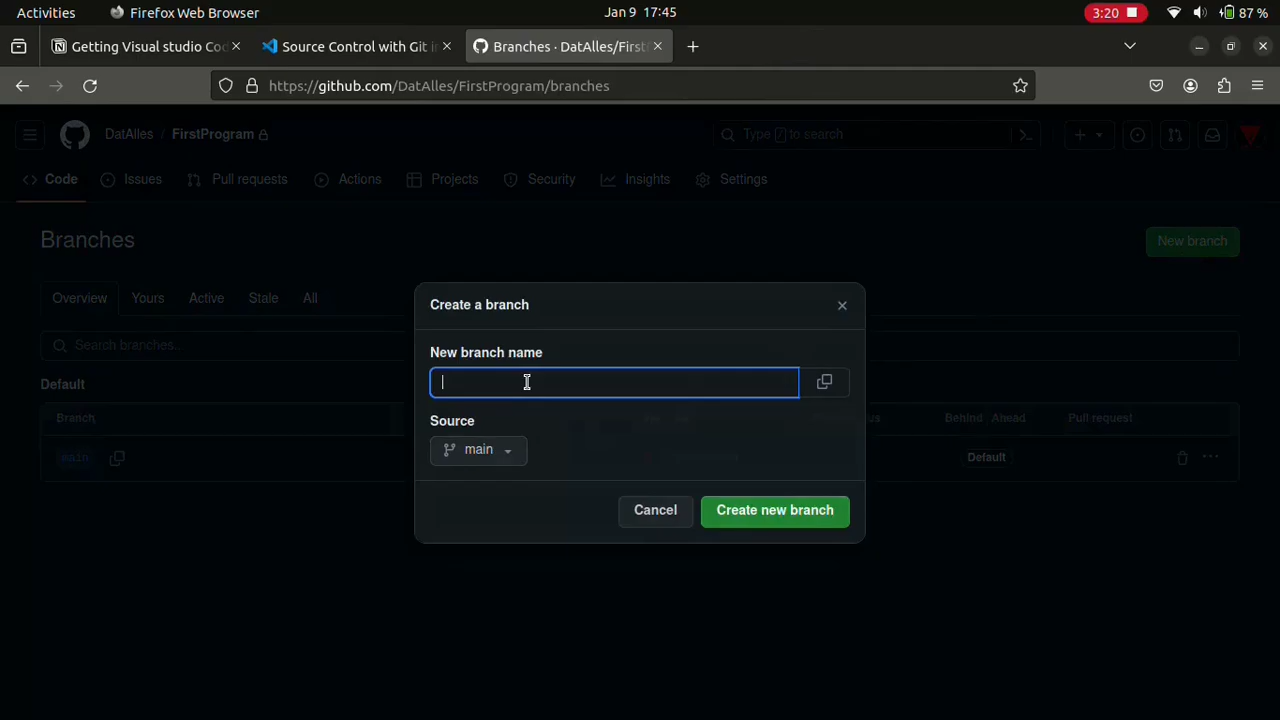 Activities Firefox Web Browser Jan 9 17:45 3:20 87 %
Getting Visual studio Co Source Control with Git i Branches · DatAlles/First
https://github.com/DatAlles/FirstProgram/branches
DatAlles / FirstProgram Type / to search
Code Issues Pull requests Actions Projects Security Insights Settings
Branches New branch
Overview Yours Active Stale All
Search branches...
Default
Branch Behind Ahead Pull request
main Default
Create a branch
New branch name
Source
main
Cancel Create new branch